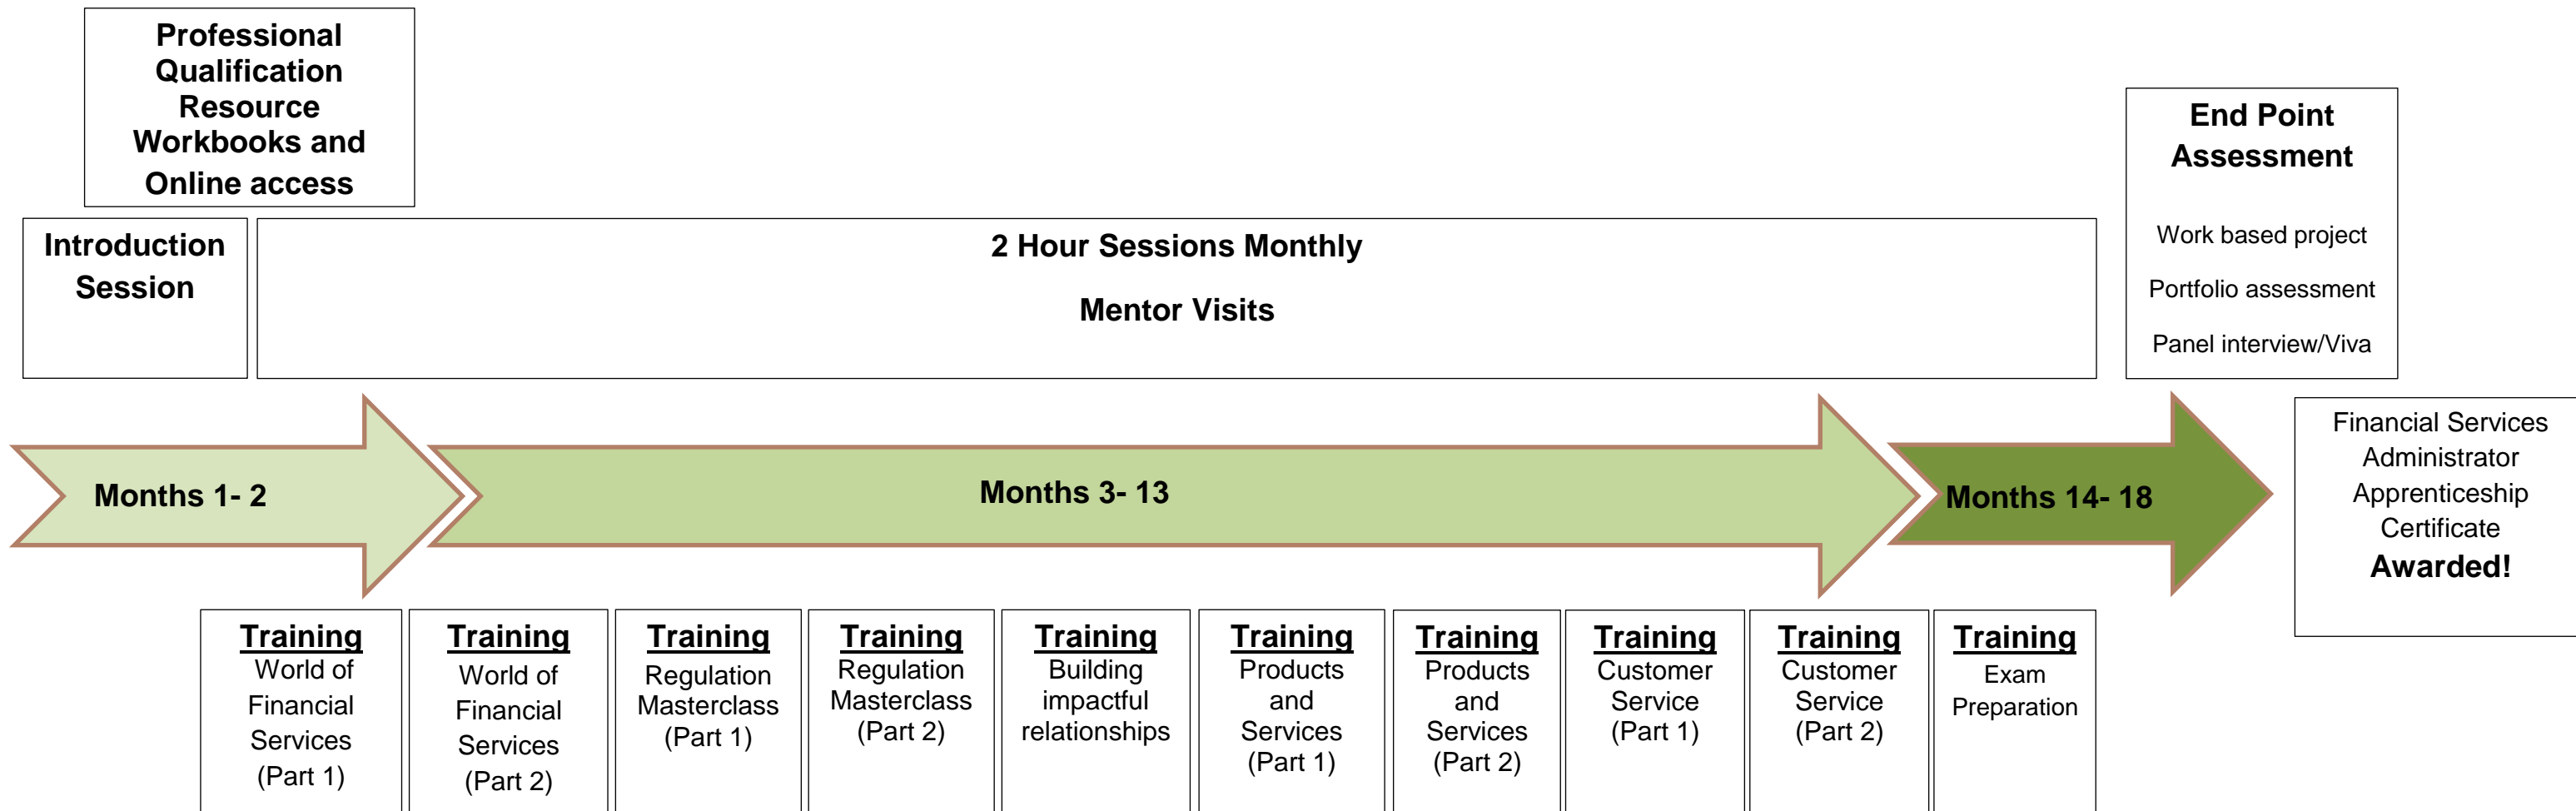 Professional
Qualification
Resource
Workbooks and
Online access
Introduction
Session
2 Hour Sessions Monthly
Mentor Visits
End Point
Assessment
Work based project
Portfolio assessment
Panel interview/Viva
Months 1- 2
Months 3- 13
Months 14- 18
Financial Services
Administrator
Apprenticeship
Certificate
Awarded!
Training
World of
Financial
Services
(Part 1)
Training
World of
Financial
Services
(Part 2)
Training
Regulation
Masterclass
(Part 1)
Training
Regulation
Masterclass
(Part 2)
Training
Building
impactful
relationships
Training
Products
and
Services
(Part 1)
Training
Products
and
Services
(Part 2)
Training
Customer
Service
(Part 1)
Training
Customer
Service
(Part 2)
Training
Exam
Preparation